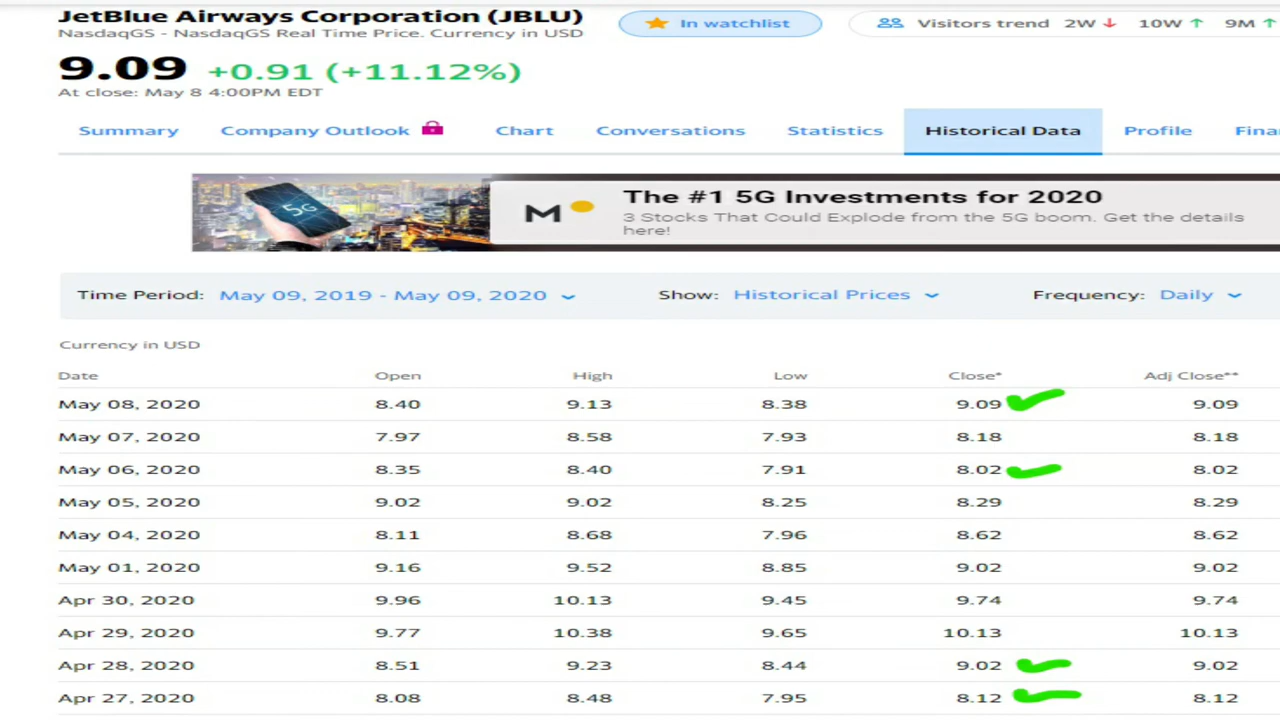 JetBlue Airways Corporation (JBLU)
NasdaqGS - NasdaqGS Real Time Price. Currency in USD
In watchlist
Visitors trend 2W ↓ 10W ↑ 9M ↑
9.09 +0.91 (+11.12%)
At close: May 8 4:00PM EDT
Summary Company Outlook Chart Conversations Statistics Historical Data Profile Fina
5G
M
The #1 5G Investments for 2020
3 Stocks That Could Explode from the 5G boom. Get the details
here!
Time Period: May 09, 2019 - May 09, 2020 Show: Historical Prices Frequency: Daily
Currency in USD
Date Open High Low Close* Adj Close**
May 08, 2020 8.40 9.13 8.38 9.09 9.09
May 07, 2020 7.97 8.58 7.93 8.18 8.18
May 06, 2020 8.35 8.40 7.91 8.02 8.02
May 05, 2020 9.02 9.02 8.25 8.29 8.29
May 04, 2020 8.11 8.68 7.96 8.62 8.62
May 01, 2020 9.16 9.52 8.85 9.02 9.02
Apr 30, 2020 9.96 10.13 9.45 9.74 9.74
Apr 29, 2020 9.77 10.38 9.65 10.13 10.13
Apr 28, 2020 8.51 9.23 8.44 9.02 9.02
Apr 27, 2020 8.08 8.48 7.95 8.12 8.12